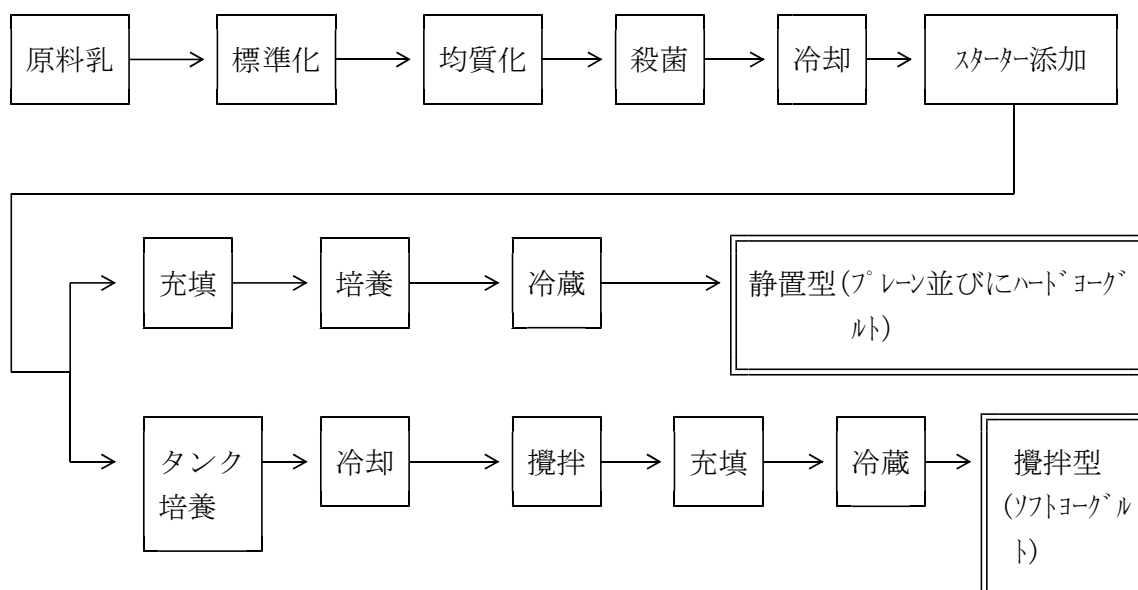 原料乳
標準化
均質化
殺菌
冷却
ｽﾀｰﾀｰ添加
充填
培養
冷蔵
静置型(ﾌﾟﾚｰﾝ並びにﾊｰﾄﾞﾖｰｸﾞ
ﾙﾄ)
タンク
培養
冷却
攪拌
充填
冷蔵
攪拌型
(ｿﾌﾄﾖｰｸﾞﾙ
ﾄ)